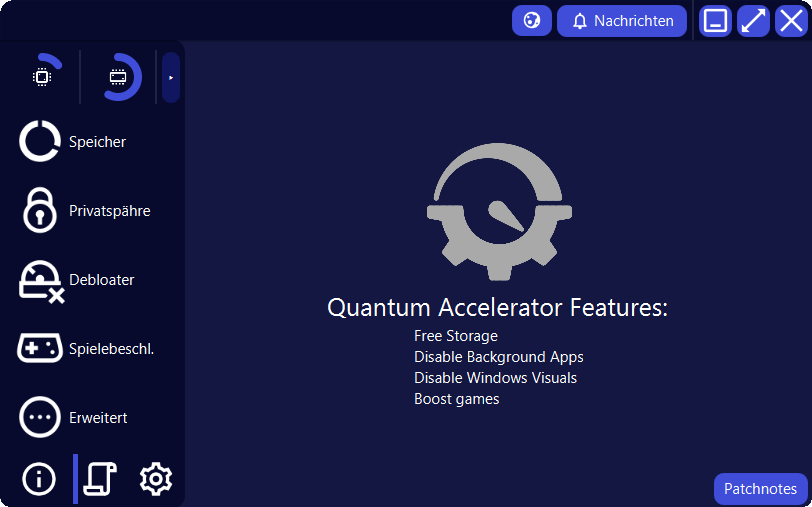 Nachrichten
Speicher
Privatspähre
Debloater
Spielebeschl.
Erweitert
Quantum Accelerator Features:
Free Storage
Disable Background Apps
Disable Windows Visuals
Boost games
Patchnotes